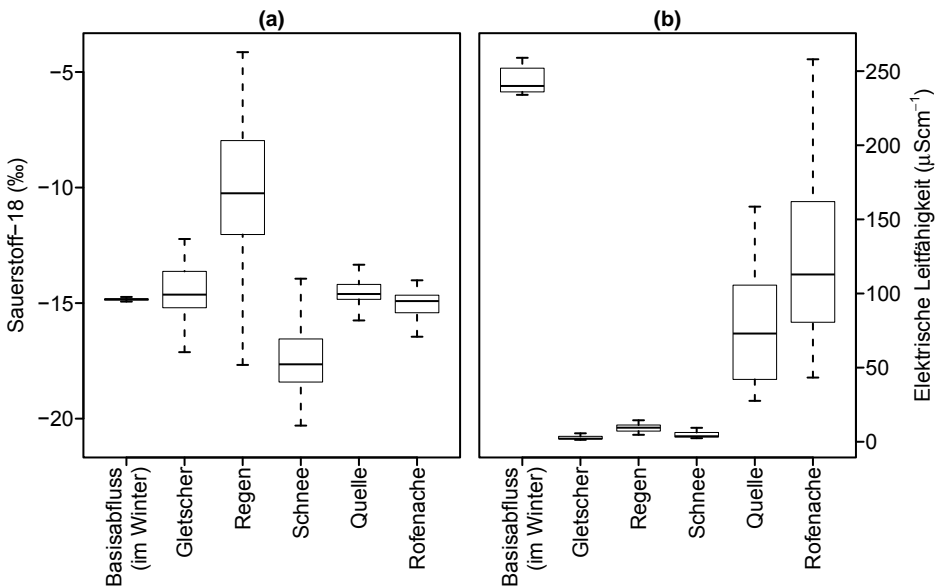 (a)
(b)
Sauerstoff−18 (‰)
−5
−10
−15
−20
Basisabfluss
(im Winter)
Gletscher
Regen
Schnee
Quelle
Rofenache
Elektrische Leitfähigkeit (µScm−1)
250
200
150
100
50
0
Basisabfluss
(im Winter)
Gletscher
Regen
Schnee
Quelle
Rofenache